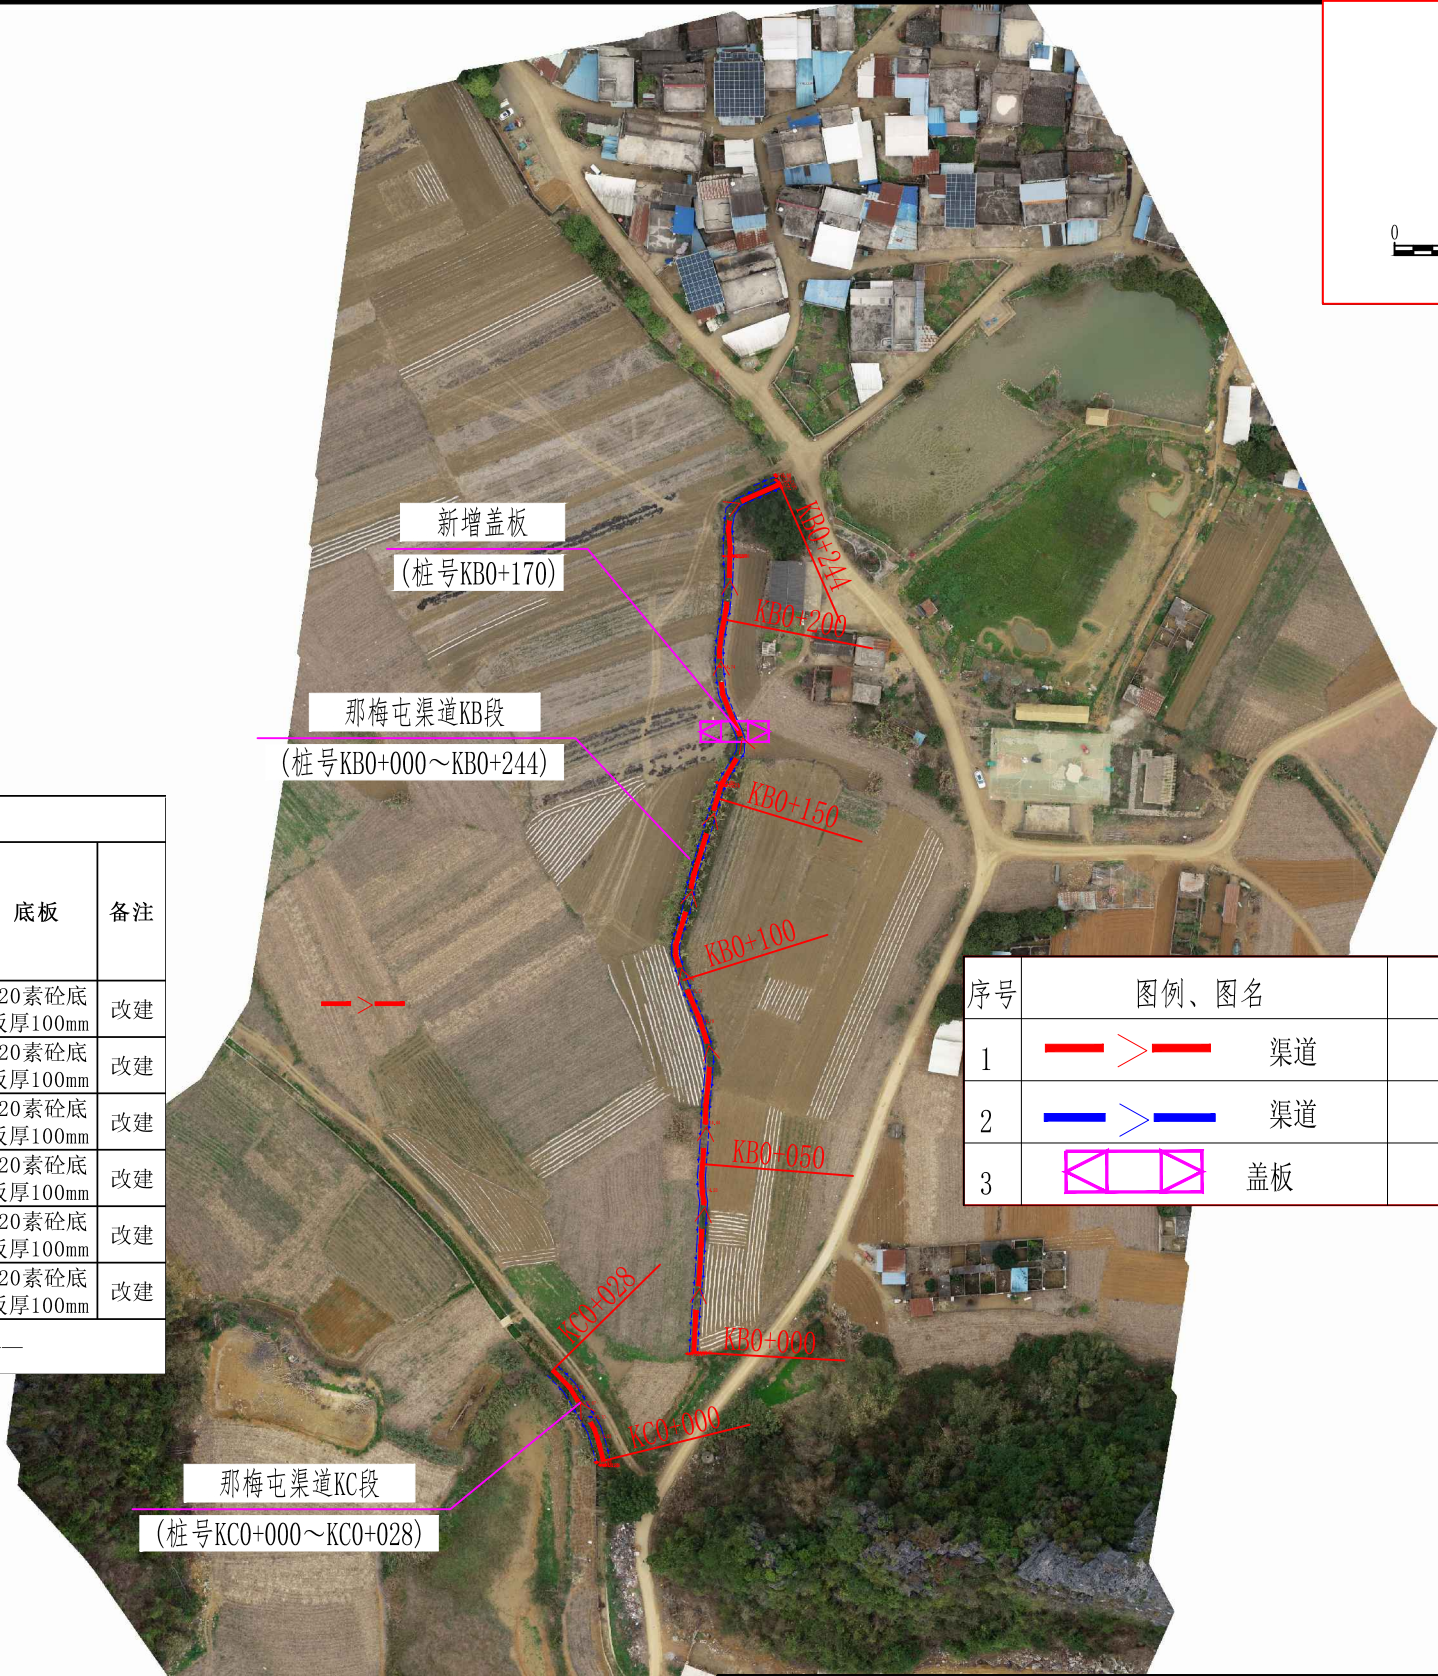 0
新增盖板
(桩号KB0+170)
KB0+244
KB0+200
那梅屯渠道KB段
(桩号KB0+000～KB0+244)
KB0+150
KB0+100
KB0+050
KB0+000
KC0+028
KC0+000
那梅屯渠道KC段
(桩号KC0+000～KC0+028)
底板 备注
20素砼底
板厚100mm 改建
20素砼底
板厚100mm 改建
20素砼底
板厚100mm 改建
20素砼底
板厚100mm 改建
20素砼底
板厚100mm 改建
20素砼底
板厚100mm 改建
—
序号 图例、图名
1 渠道
2 渠道
3 盖板